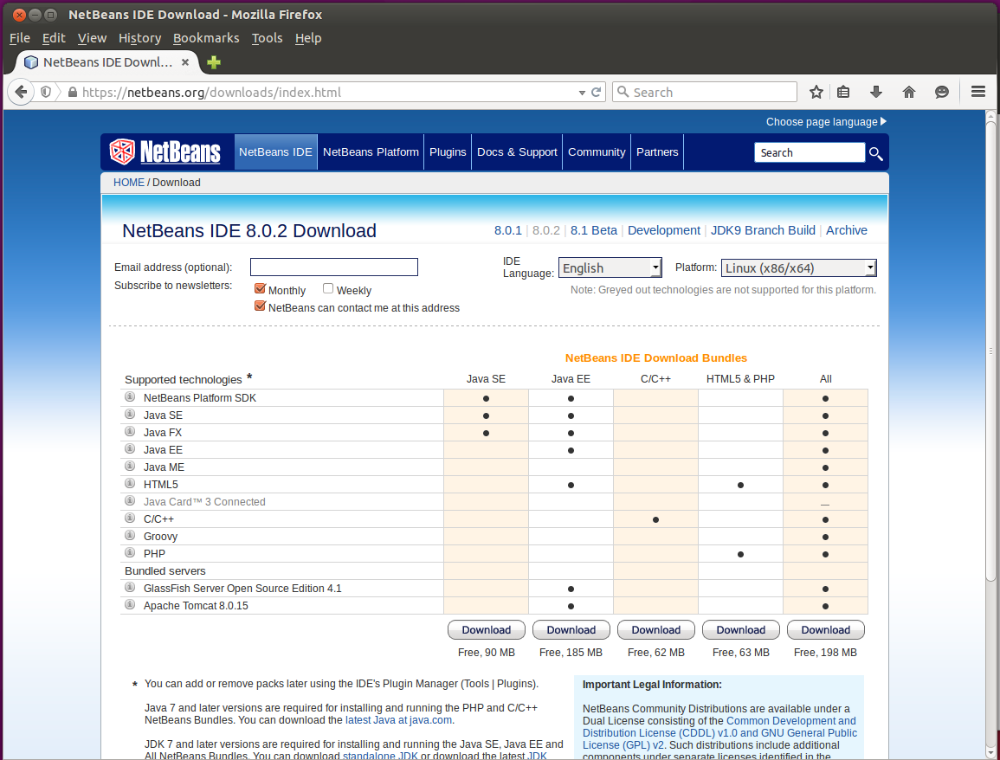 NetBeans IDE Download - Mozilla Firefox
File Edit View History Bookmarks Tools Help
NetBeans IDE Downl...
https://netbeans.org/downloads/index.html
Search
Choose page language
NetBeans
NetBeans IDE NetBeans Platform Plugins Docs & Support Community Partners
Search
HOME / Download
NetBeans IDE 8.0.2 Download
8.0.1 | 8.0.2 | 8.1 Beta | Development | JDK9 Branch Build | Archive
Email address (optional):
IDE Language: English
Platform: Linux (x86/x64)
Subscribe to newsletters:
Monthly Weekly
NetBeans can contact me at this address
Note: Greyed out technologies are not supported for this platform.
NetBeans IDE Download Bundles
Supported technologies * Java SE Java EE C/C++ HTML5 & PHP All
NetBeans Platform SDK • • •
Java SE • • •
Java FX • • •
Java EE • •
Java ME •
HTML5 • • •
Java Card™ 3 Connected —
C/C++ • •
Groovy •
PHP • •
Bundled servers
GlassFish Server Open Source Edition 4.1 • •
Apache Tomcat 8.0.15 • •
Download Download Download Download Download
Free, 90 MB Free, 185 MB Free, 62 MB Free, 63 MB Free, 198 MB
* You can add or remove packs later using the IDE's Plugin Manager (Tools | Plugins).
Java 7 and later versions are required for installing and running the PHP and C/C++
NetBeans Bundles. You can download the latest Java at java.com.
JDK 7 and later versions are required for installing and running the Java SE, Java EE and
All NetBeans Bundles. You can download standalone JDK or download the latest JDK
Important Legal Information:
NetBeans Community Distributions are available under a
Dual License consisting of the Common Development and
Distribution License (CDDL) v1.0 and GNU General Public
License (GPL) v2. Such distributions include additional
components under separate licenses identified in the